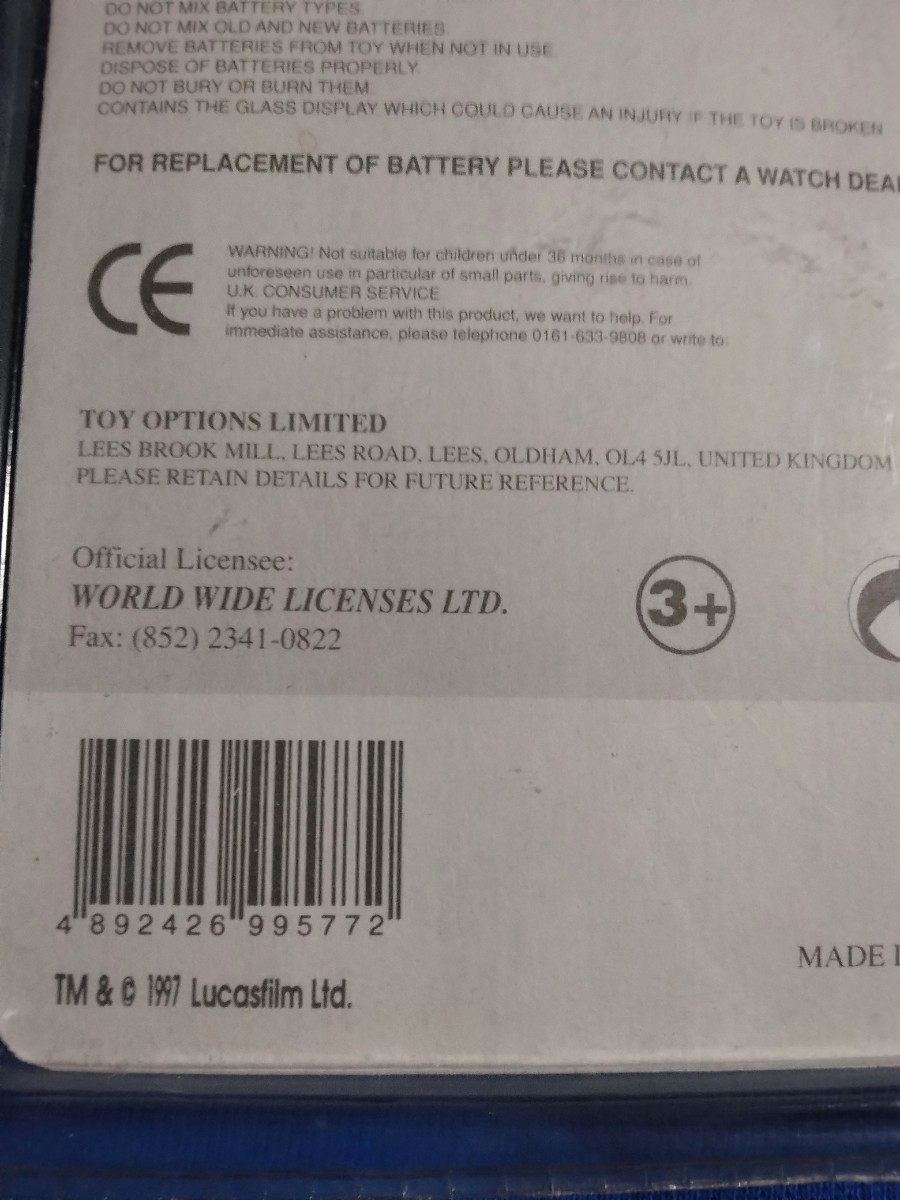 DO NOT MIX BATTERY TYPES
DO NOT MIX OLD AND NEW BATTERIES
REMOVE BATTERIES FROM TOY WHEN NOT IN USE
DISPOSE OF BATTERIES PROPERLY
DO NOT BURY OR BURN THEM
CONTAINS THE GLASS DISPLAY WHICH COULD CAUSE AN INJURY IF THE TOY IS BROKEN
FOR REPLACEMENT OF BATTERY PLEASE CONTACT A WATCH DEA
CE
WARNING! Not suitable for children under 36 months in case of
unforeseen use in particular of small parts, giving rise to harm.
U.K. CONSUMER SERVICE
If you have a problem with this product, we want to help. For
immediate assistance, please telephone 0161-633-9808 or write to:
TOY OPTIONS LIMITED
LEES BROOK MILL, LEES ROAD, LEES, OLDHAM, OL4 5JL, UNITED KINGDOM
PLEASE RETAIN DETAILS FOR FUTURE REFERENCE.
Official Licensee:
WORLD WIDE LICENSES LTD.
Fax: (852) 2341-0822
3+
4 892426 995772
MADE
TM & © 1997 Lucasfilm Ltd.